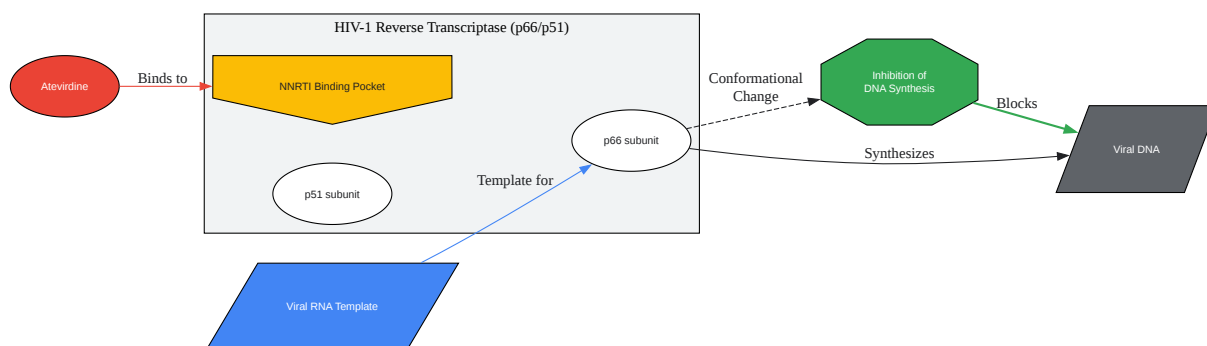 HIV-1 Reverse Transcriptase (p66/p51)
Atevirdine
Binds to
NNRTI Binding Pocket
p51 subunit
p66 subunit
Template for
Viral RNA Template
Conformational
Change
Inhibition of
DNA Synthesis
Blocks
Synthesizes
Viral DNA